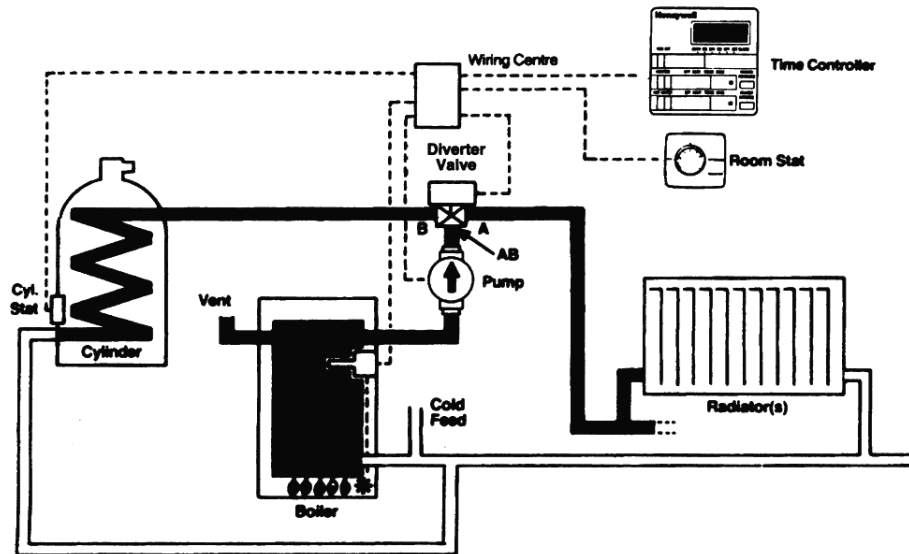 Honeywell
Wiring Centre
Time Controller
Diverter
Valve
Room Stat
B
A
AB
Pump
Cyl.
Stat
Vent
Cylinder
Cold
Feed
Radiator(s)
Boiler